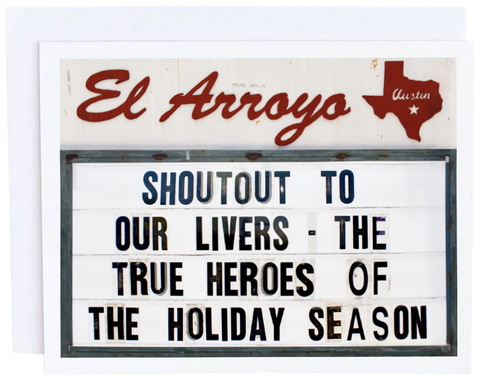 El Arroyo
Austin
SHOUTOUT TO
OUR LIVERS - THE
TRUE HEROES OF
THE HOLIDAY SEASON